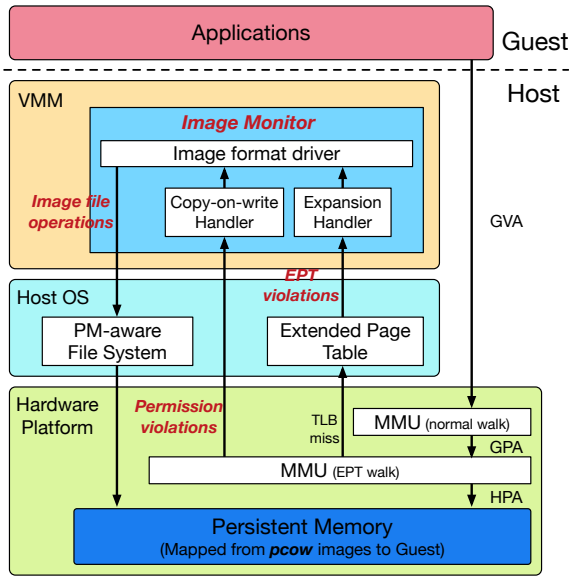 Applications
Guest
Host
VMM
Image Monitor
Image format driver
Image file
operations
Copy-on-write
Handler
Expansion
Handler
GVA
EPT
violations
Host OS
PM-aware
File System
Extended Page
Table
Hardware
Platform
Permission
violations
TLB
miss
MMU (normal walk)
GPA
MMU (EPT walk)
HPA
Persistent Memory
(Mapped from pcow images to Guest)